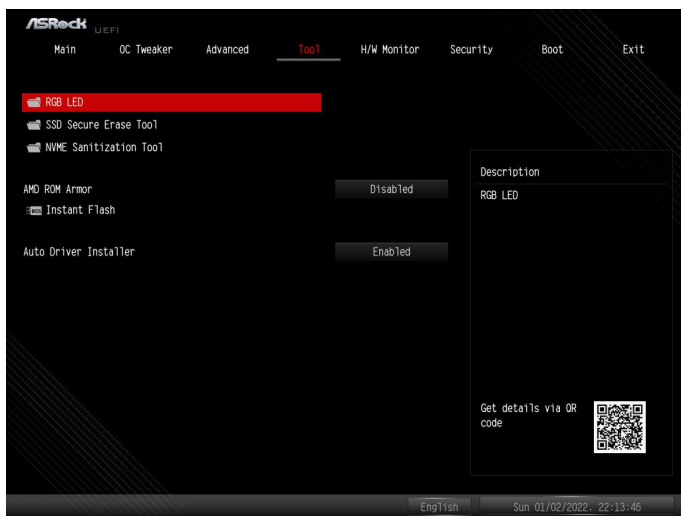 ASRock UEFI
Main OC Tweaker Advanced Tool H/W Monitor Security Boot Exit
RGB LED
SSD Secure Erase Tool
NVME Sanitization Tool
AMD ROM Armor Disabled
BIOS Instant Flash
Auto Driver Installer Enabled
Description
RGB LED
Get details via QR
code
English Sun 01/02/2022. 22:13:46